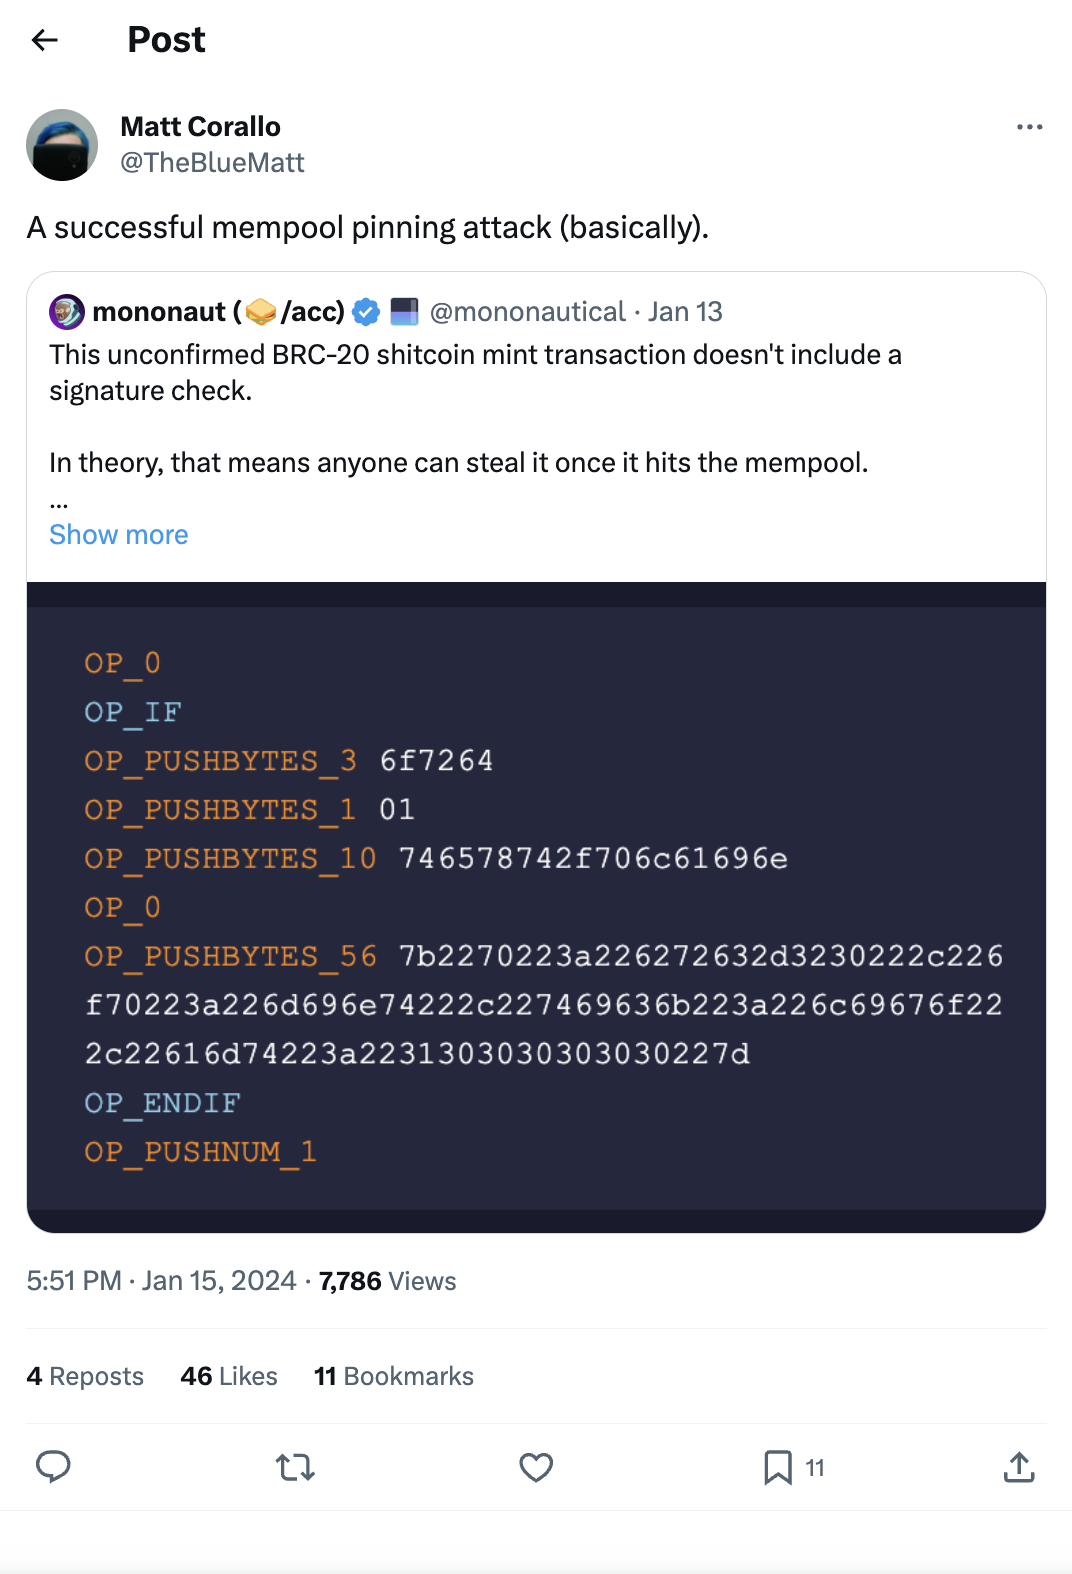 Post
Matt Corallo
@TheBlueMatt
A successful mempool pinning attack (basically).
mononaut (🥪/acc) @mononautical · Jan 13
This unconfirmed BRC-20 shitcoin mint transaction doesn't include a
signature check.
In theory, that means anyone can steal it once it hits the mempool.
...
Show more
OP_0
OP_IF
OP_PUSHBYTES_3 6f7264
OP_PUSHBYTES_1 01
OP_PUSHBYTES_10 746578742f706c61696e
OP_0
OP_PUSHBYTES_56 7b2270223a226272632d3230222c226
f70223a226d696e74222c227469636b223a226c69676f22
2c22616d74223a2231303030303030227d
OP_ENDIF
OP_PUSHNUM_1
5:51 PM · Jan 15, 2024 · 7,786 Views
4 Reposts 46 Likes 11 Bookmarks
11